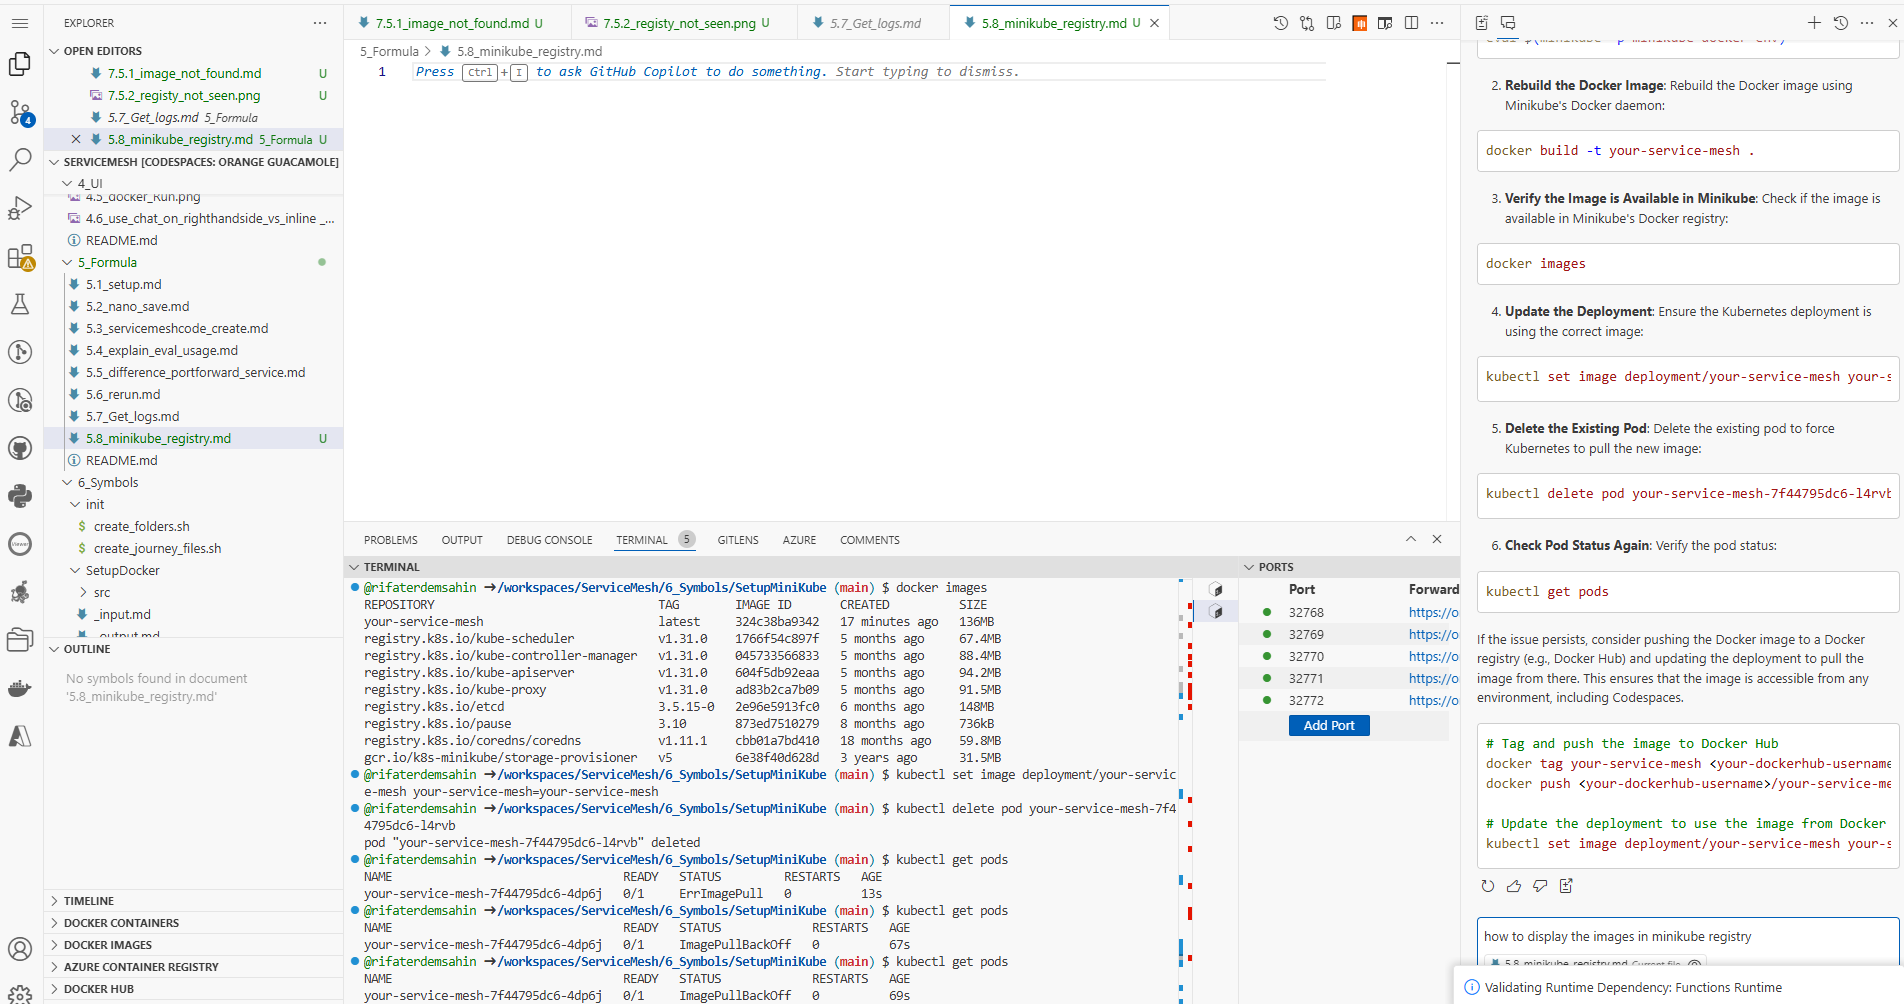 EXPLORER
OPEN EDITORS
7.5.1_image_not_found.md U
7.5.2_registy_not_seen.png U
5.7_Get_logs.md 5_Formula
5.8_minikube_registry.md 5_Formula U
SERVICEMESH [CODESPACES: ORANGE GUACAMOLE]
4_UI
4.5_docker_Run.png
4.6_use_chat_on_righthandside_vs_inline _...
README.md
5_Formula
5.1_setup.md
5.2_nano_save.md
5.3_servicemeshcode_create.md
5.4_explain_eval_usage.md
5.5_difference_portforward_service.md
5.6_rerun.md
5.7_Get_logs.md
5.8_minikube_registry.md U
README.md
6_Symbols
init
$ create_folders.sh
$ create_journey_files.sh
SetupDocker
src
_input.md
_output.md
OUTLINE
No symbols found in document
'5.8_minikube_registry.md'
TIMELINE
DOCKER CONTAINERS
DOCKER IMAGES
AZURE CONTAINER REGISTRY
DOCKER HUB
4
7.5.1_image_not_found.md U
7.5.2_registy_not_seen.png U
5.7_Get_logs.md
5.8_minikube_registry.md U
5_Formula > 5.8_minikube_registry.md
1 Press Ctrl + I to ask GitHub Copilot to do something. Start typing to dismiss.
PROBLEMS OUTPUT DEBUG CONSOLE TERMINAL 5 GITLENS AZURE COMMENTS
TERMINAL
@rifaterdemsahin ➜/workspaces/ServiceMesh/6_Symbols/SetupMiniKube (main) $ docker images
REPOSITORY TAG IMAGE ID CREATED SIZE
your-service-mesh latest 324c38ba9342 17 minutes ago 136MB
registry.k8s.io/kube-scheduler v1.31.0 1766f54c897f 5 months ago 67.4MB
registry.k8s.io/kube-controller-manager v1.31.0 045733566833 5 months ago 88.4MB
registry.k8s.io/kube-apiserver v1.31.0 604f5db92eaa 5 months ago 94.2MB
registry.k8s.io/kube-proxy v1.31.0 ad83b2ca7b09 5 months ago 91.5MB
registry.k8s.io/etcd 3.5.15-0 2e96e5913fc0 6 months ago 148MB
registry.k8s.io/pause 3.10 873ed7510279 8 months ago 736kB
registry.k8s.io/coredns/coredns v1.11.1 cbb01a7bd410 18 months ago 59.8MB
gcr.io/k8s-minikube/storage-provisioner v5 6e38f40d628d 3 years ago 31.5MB
@rifaterdemsahin ➜/workspaces/ServiceMesh/6_Symbols/SetupMiniKube (main) $ kubectl set image deployment/your-servic
e-mesh your-service-mesh=your-service-mesh
@rifaterdemsahin ➜/workspaces/ServiceMesh/6_Symbols/SetupMiniKube (main) $ kubectl delete pod your-service-mesh-7f4
4795dc6-l4rvb
pod "your-service-mesh-7f44795dc6-l4rvb" deleted
@rifaterdemsahin ➜/workspaces/ServiceMesh/6_Symbols/SetupMiniKube (main) $ kubectl get pods
NAME READY STATUS RESTARTS AGE
your-service-mesh-7f44795dc6-4dp6j 0/1 ErrImagePull 0 13s
@rifaterdemsahin ➜/workspaces/ServiceMesh/6_Symbols/SetupMiniKube (main) $ kubectl get pods
NAME READY STATUS RESTARTS AGE
your-service-mesh-7f44795dc6-4dp6j 0/1 ImagePullBackOff 0 67s
@rifaterdemsahin ➜/workspaces/ServiceMesh/6_Symbols/SetupMiniKube (main) $ kubectl get pods
NAME READY STATUS RESTARTS AGE
your-service-mesh-7f44795dc6-4dp6j 0/1 ImagePullBackOff 0 69s
PORTS
Port Forward
32768 https://o
32769 https://o
32770 https://o
32771 https://o
32772 https://o
Add Port
eval $(minikube -p minikube docker-env)
2. Rebuild the Docker Image: Rebuild the Docker image using
Minikube's Docker daemon:
docker build -t your-service-mesh .
3. Verify the Image is Available in Minikube: Check if the image is
available in Minikube's Docker registry:
docker images
4. Update the Deployment: Ensure the Kubernetes deployment is
using the correct image:
kubectl set image deployment/your-service-mesh your-s
5. Delete the Existing Pod: Delete the existing pod to force
Kubernetes to pull the new image:
kubectl delete pod your-service-mesh-7f44795dc6-l4rvb
6. Check Pod Status Again: Verify the pod status:
kubectl get pods
If the issue persists, consider pushing the Docker image to a Docker
registry (e.g., Docker Hub) and updating the deployment to pull the
image from there. This ensures that the image is accessible from any
environment, including Codespaces.
# Tag and push the image to Docker Hub
docker tag your-service-mesh <your-dockerhub-username
docker push <your-dockerhub-username>/your-service-me
# Update the deployment to use the image from Docker
kubectl set image deployment/your-service-mesh your-s
how to display the images in minikube registry
5.8_minikube_registry.md Current file
Validating Runtime Dependency: Functions Runtime